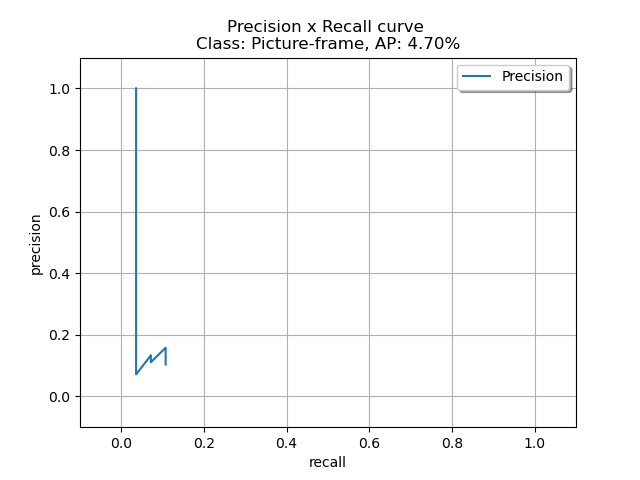 Precision x Recall curve
Class: Picture-frame, AP: 4.70%
Precision
1.0
0.8
0.6
0.4
0.2
0.0
precision
0.0 0.2 0.4 0.6 0.8 1.0
recall